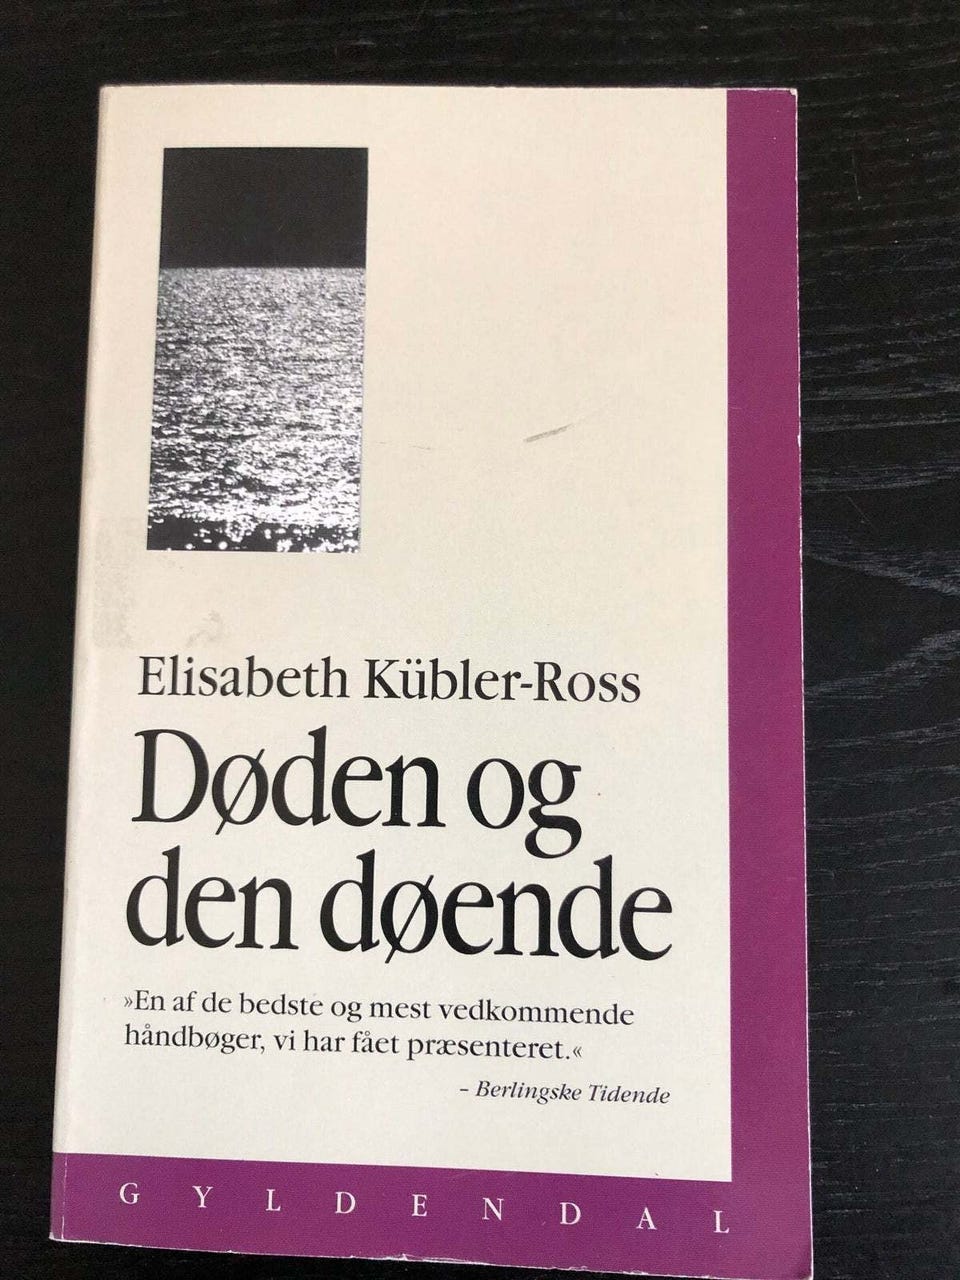 Elisabeth Kübler-Ross
Døden og
den døende
»En af de bedste og mest vedkommende
håndbøger, vi har fået præsenteret.«
– Berlingske Tidende
GYLDENDAL